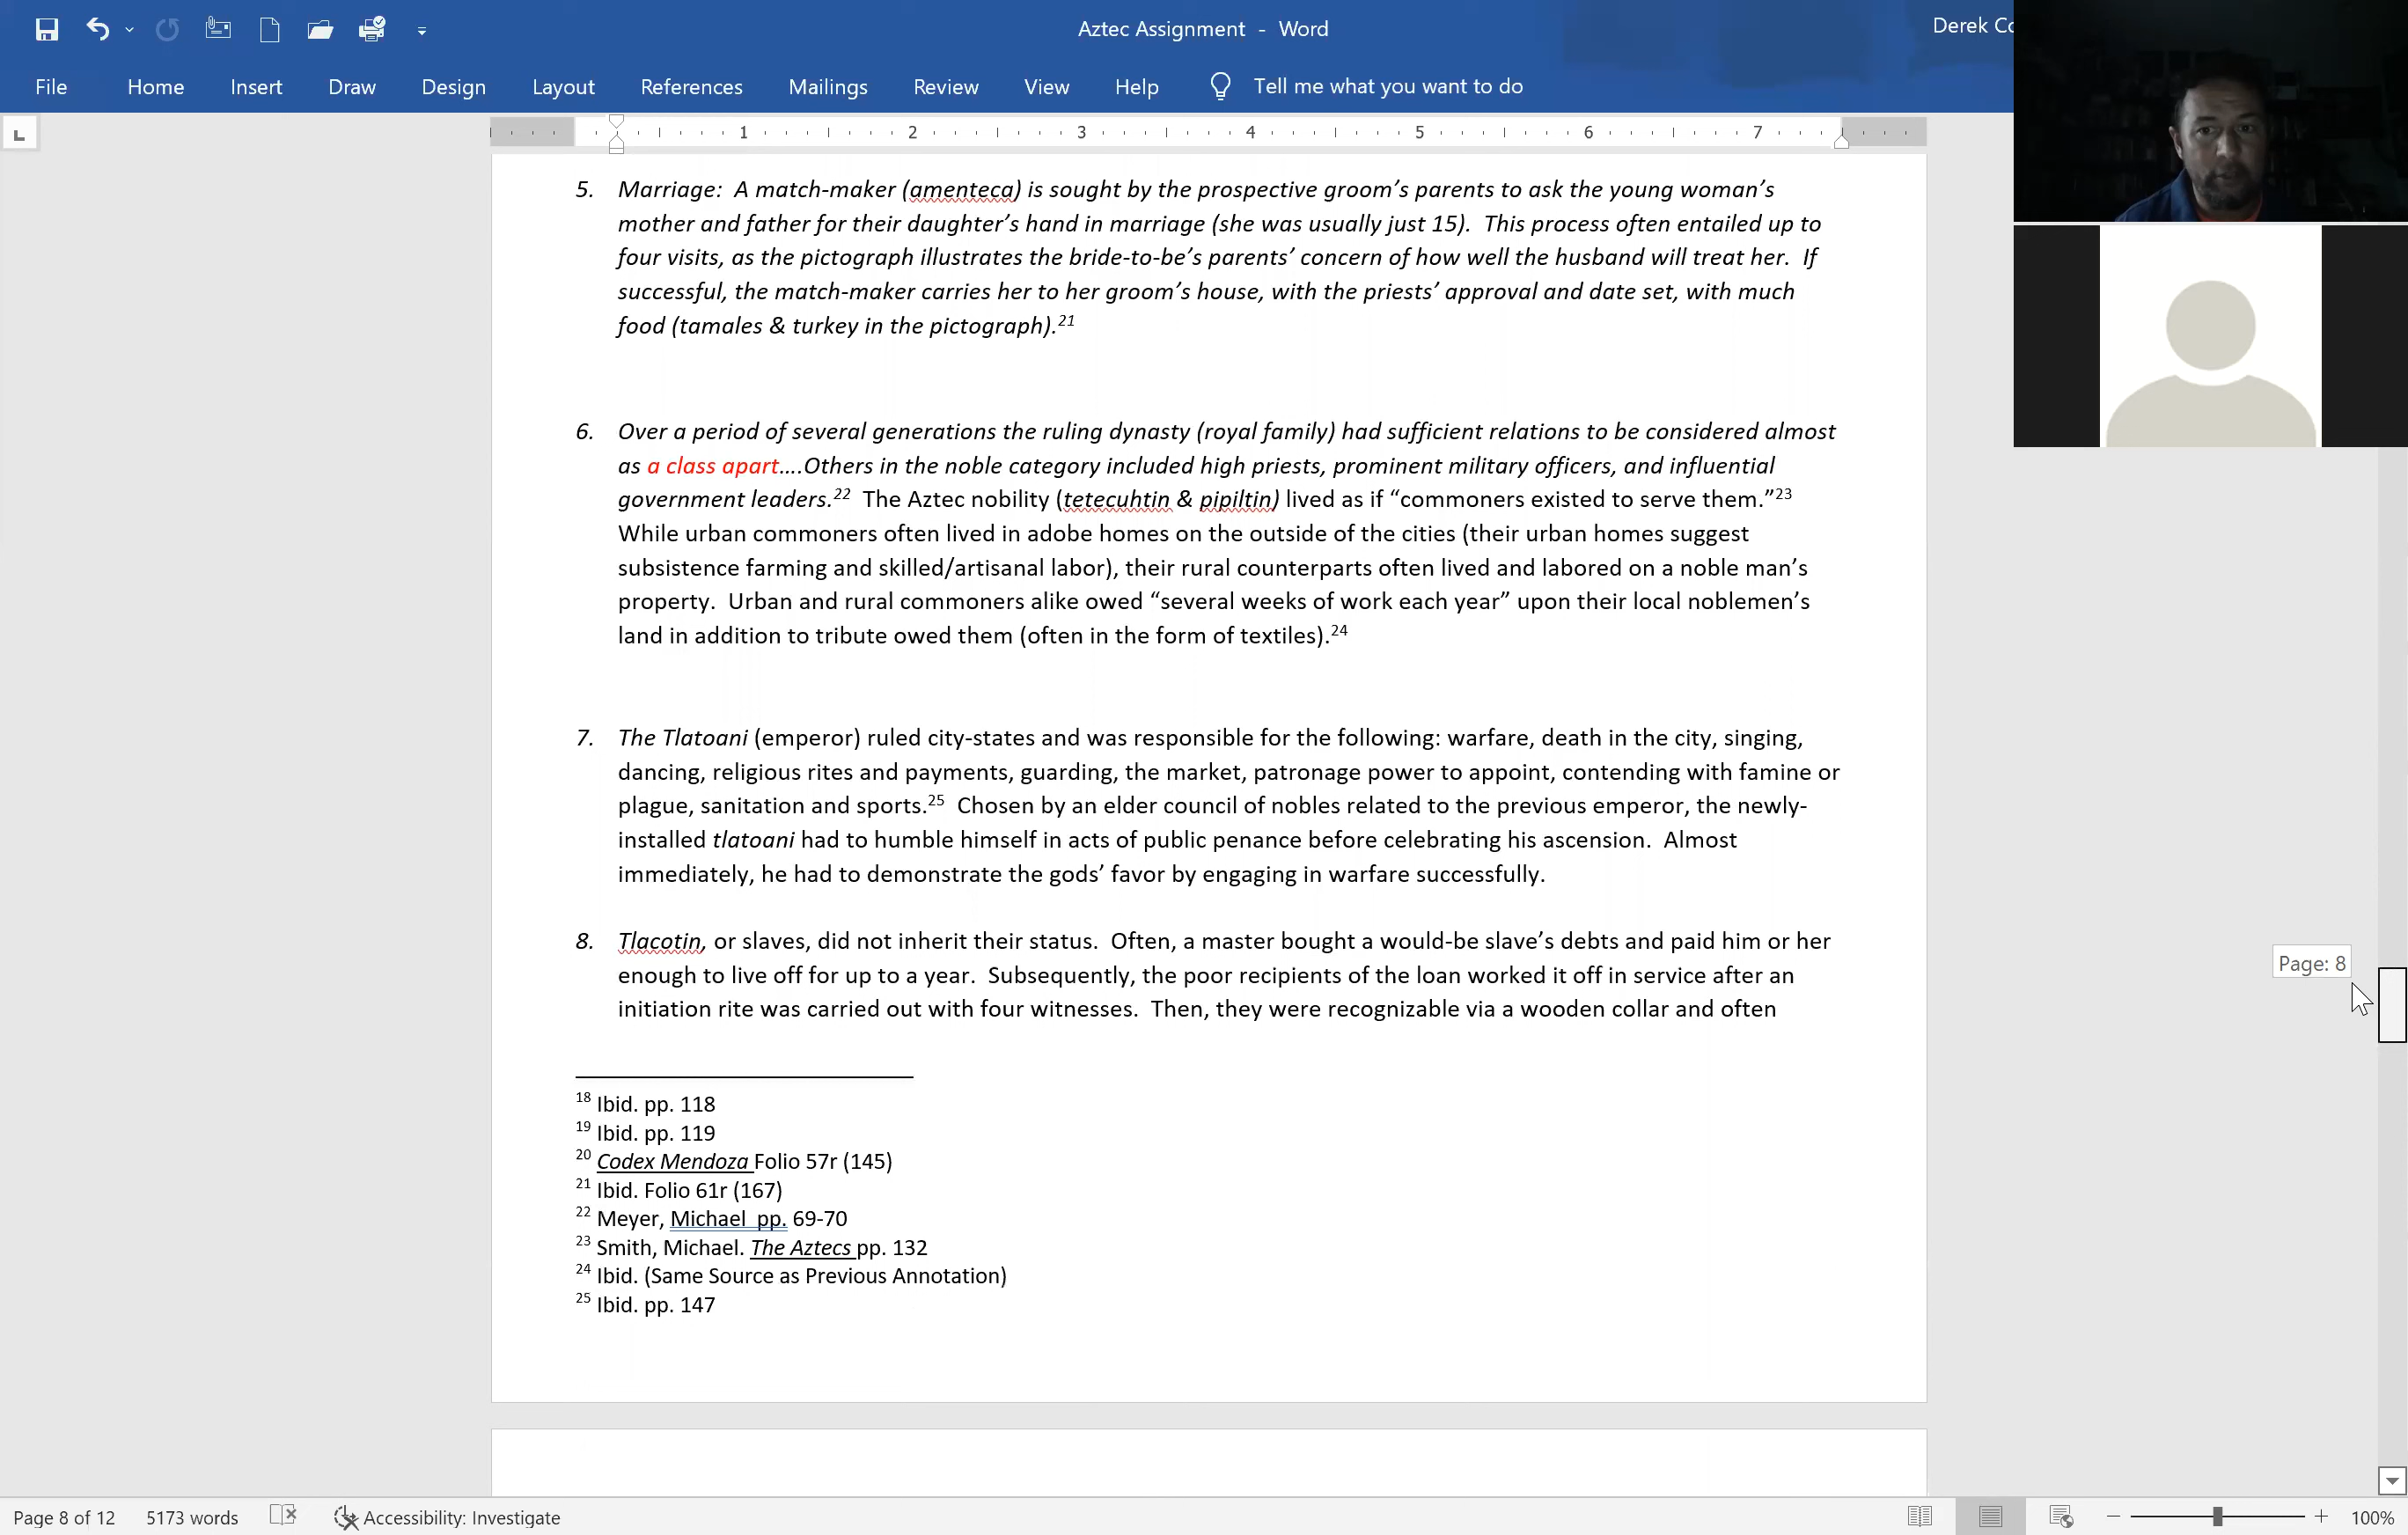 Aztec Assignment - Word
Derek Co
File Home Insert Draw Design Layout References Mailings Review View Help Tell me what you want to do
1 2 3 4 5 6 7
5. Marriage: A match-maker (amenteca) is sought by the prospective groom's parents to ask the young woman's
mother and father for their daughter's hand in marriage (she was usually just 15). This process often entailed up to
four visits, as the pictograph illustrates the bride-to-be's parents' concern of how well the husband will treat her. If
successful, the match-maker carries her to her groom's house, with the priests' approval and date set, with much
food (tamales & turkey in the pictograph).21
6. Over a period of several generations the ruling dynasty (royal family) had sufficient relations to be considered almost
as a class apart….Others in the noble category included high priests, prominent military officers, and influential
government leaders.22 The Aztec nobility (tetecuhtin & pipiltin) lived as if “commoners existed to serve them.”23
While urban commoners often lived in adobe homes on the outside of the cities (their urban homes suggest
subsistence farming and skilled/artisanal labor), their rural counterparts often lived and labored on a noble man's
property. Urban and rural commoners alike owed “several weeks of work each year” upon their local noblemen's
land in addition to tribute owed them (often in the form of textiles).24
7. The Tlatoani (emperor) ruled city-states and was responsible for the following: warfare, death in the city, singing,
dancing, religious rites and payments, guarding, the market, patronage power to appoint, contending with famine or
plague, sanitation and sports.25 Chosen by an elder council of nobles related to the previous emperor, the newly-
installed tlatoani had to humble himself in acts of public penance before celebrating his ascension. Almost
immediately, he had to demonstrate the gods' favor by engaging in warfare successfully.
8. Tlacotin, or slaves, did not inherit their status. Often, a master bought a would-be slave's debts and paid him or her
enough to live off for up to a year. Subsequently, the poor recipients of the loan worked it off in service after an
initiation rite was carried out with four witnesses. Then, they were recognizable via a wooden collar and often
Page: 8
18 Ibid. pp. 118
19 Ibid. pp. 119
20 Codex Mendoza Folio 57r (145)
21 Ibid. Folio 61r (167)
22 Meyer, Michael pp. 69-70
23 Smith, Michael. The Aztecs pp. 132
24 Ibid. (Same Source as Previous Annotation)
25 Ibid. pp. 147
Page 8 of 12 5173 words Accessibility: Investigate 100%